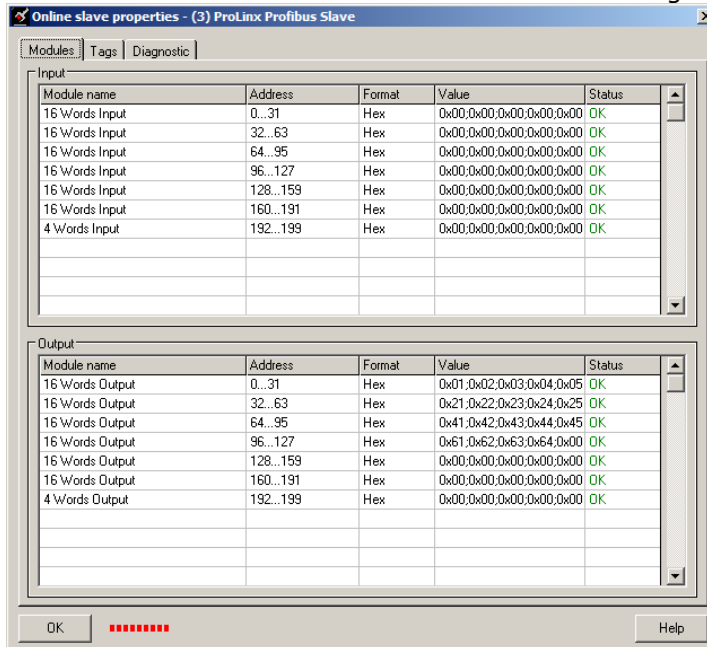 Online slave properties - (3) ProLinx Profibus Slave
Modules Tags Diagnostic
Input
Module name Address Format Value Status
16 Words Input 0...31 Hex 0x00;0x00;0x00;0x00;0x00 OK
16 Words Input 32...63 Hex 0x00;0x00;0x00;0x00;0x00 OK
16 Words Input 64...95 Hex 0x00;0x00;0x00;0x00;0x00 OK
16 Words Input 96...127 Hex 0x00;0x00;0x00;0x00;0x00 OK
16 Words Input 128...159 Hex 0x00;0x00;0x00;0x00;0x00 OK
16 Words Input 160...191 Hex 0x00;0x00;0x00;0x00;0x00 OK
4 Words Input 192...199 Hex 0x00;0x00;0x00;0x00;0x00 OK
Output
Module name Address Format Value Status
16 Words Output 0...31 Hex 0x01;0x02;0x03;0x04;0x05 OK
16 Words Output 32...63 Hex 0x21;0x22;0x23;0x24;0x25 OK
16 Words Output 64...95 Hex 0x41;0x42;0x43;0x44;0x45 OK
16 Words Output 96...127 Hex 0x61;0x62;0x63;0x64;0x00 OK
16 Words Output 128...159 Hex 0x00;0x00;0x00;0x00;0x00 OK
16 Words Output 160...191 Hex 0x00;0x00;0x00;0x00;0x00 OK
4 Words Output 192...199 Hex 0x00;0x00;0x00;0x00;0x00 OK
OK Help